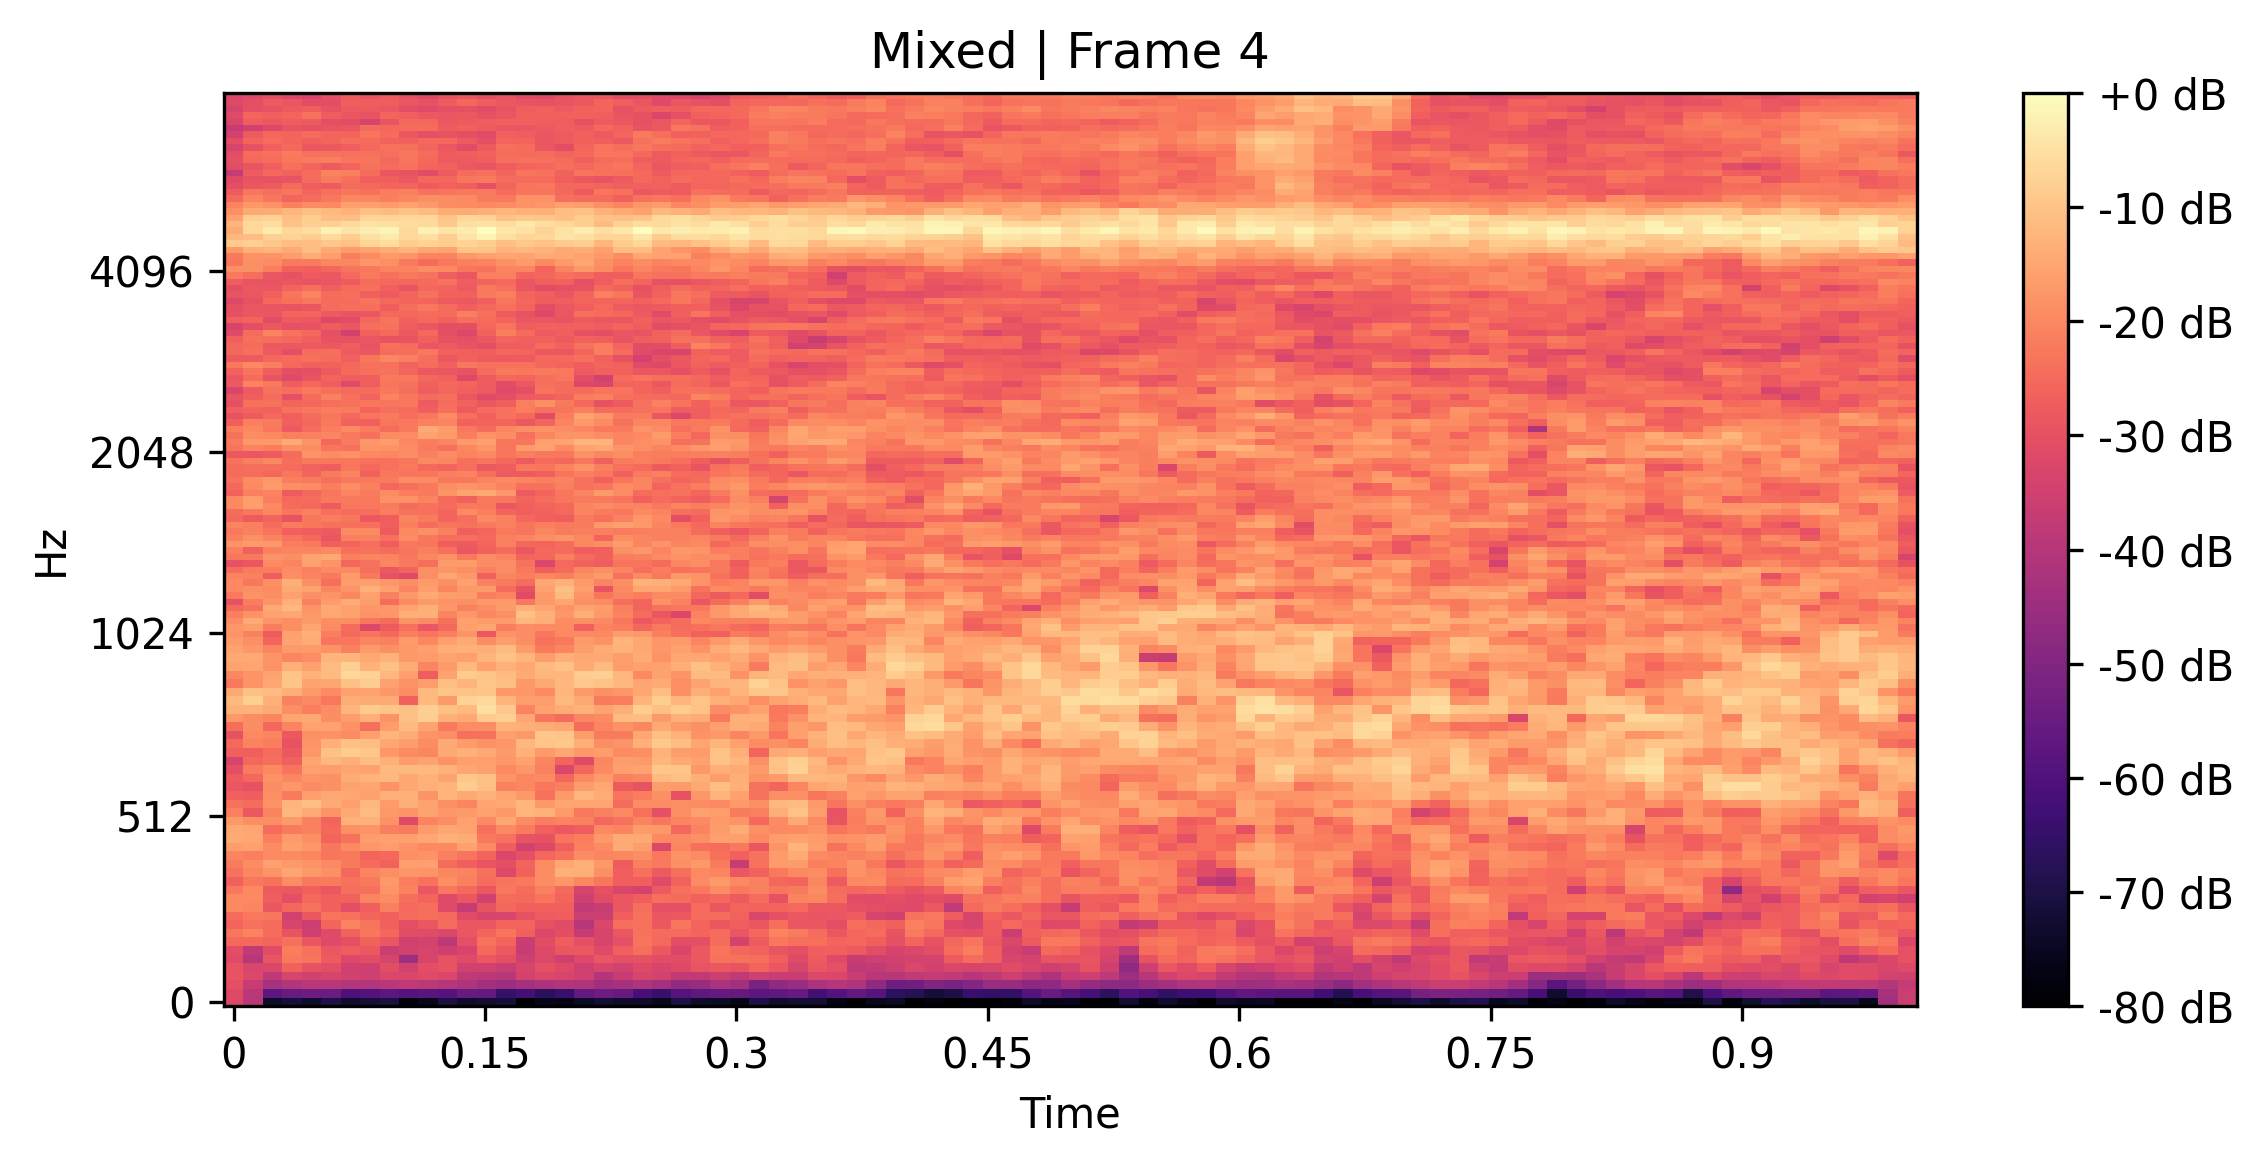 Mixed | Frame 4
Hz
4096
2048
1024
512
0
0 0.15 0.3 0.45 0.6 0.75 0.9
Time
+0 dB
-10 dB
-20 dB
-30 dB
-40 dB
-50 dB
-60 dB
-70 dB
-80 dB